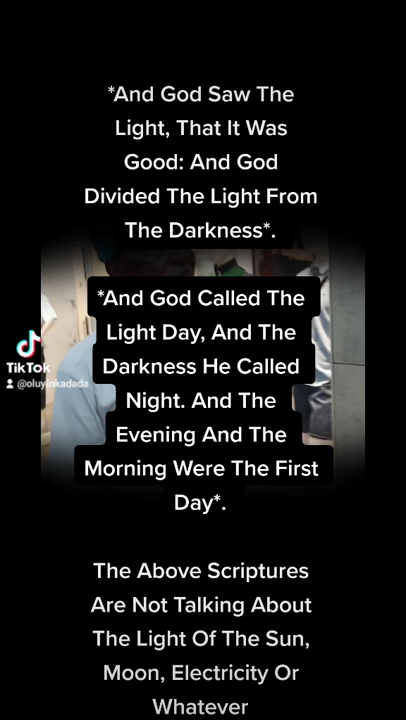 *And God Saw The
Light, That It Was
Good: And God
Divided The Light From
The Darkness*.
*And God Called The
Light Day, And The
Darkness He Called
Night. And The
Evening And The
Morning Were The First
Day*.
TikTok
@oluyinkadada
The Above Scriptures
Are Not Talking About
The Light Of The Sun,
Moon, Electricity Or
Whatever